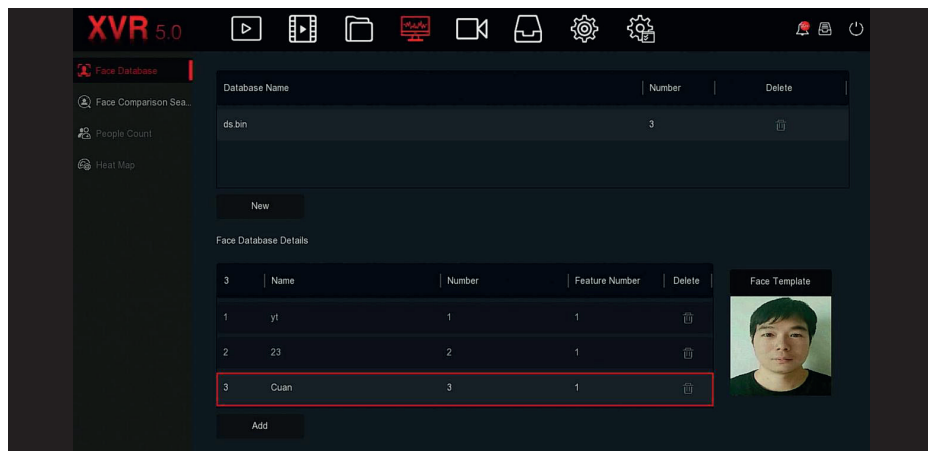 XVR 5.0
Face Database
Face Comparison Sea...
People Count
Heat Map
Database Name Number Delete
ds.bin 3
New
Face Database Details
3 Name Number Feature Number Delete
1 yt 1 1
2 23 2 1
3 Cuan 3 1
Add
Face Template